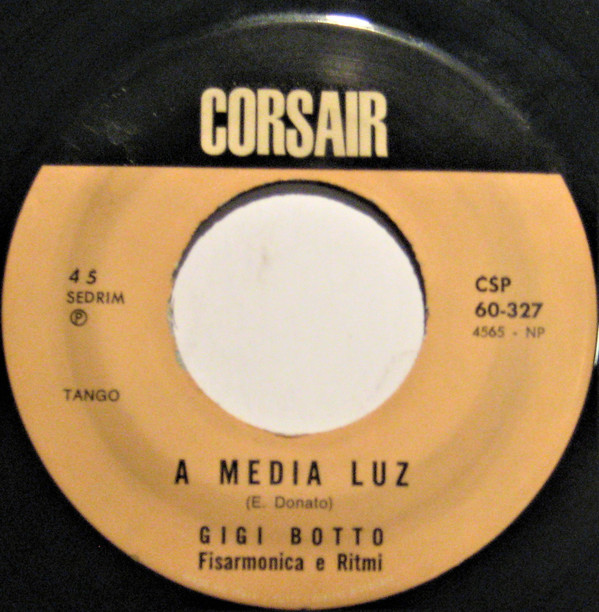 CORSAIR
45
SEDRIM
℗
TANGO
CSP
60-327
4565 - NP
A MEDIA LUZ
(E. Donato)
GIGI BOTTO
Fisarmonica e Ritmi